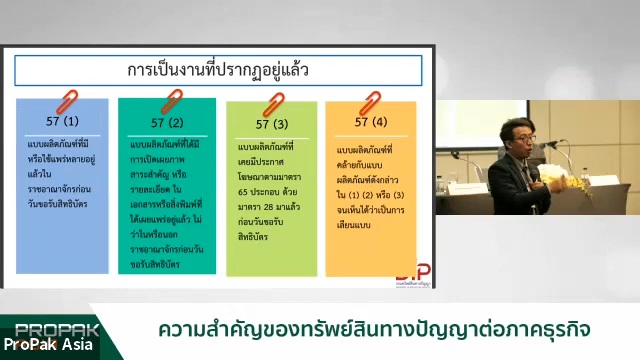 การเป็นงานที่ปรากฏอยู่แล้ว
57 (1)
แบบผลิตภัณฑ์ที่มี
หรือใช้แพร่หลายอยู่
แล้วใน
ราชอาณาจักรก่อน
วันขอรับสิทธิบัตร
57 (2)
แบบผลิตภัณฑ์ที่ได้มี
การเปิดเผยภาพ
สาระสำคัญ หรือ
รายละเอียด ใน
เอกสารหรือสิ่งพิมพ์ที่
ได้เผยแพร่อยู่แล้ว ไม่
ว่าในหรือนอก
ราชอาณาจักรก่อนวัน
ขอรับสิทธิบัตร
57 (3)
แบบผลิตภัณฑ์ที่
เคยมีประกาศ
โฆษณาตามมาตรา
65 ประกอบ ด้วย
มาตรา 28 มาแล้ว
ก่อนวันขอรับ
สิทธิบัตร
57 (4)
แบบผลิตภัณฑ์ที่
คล้ายกับแบบ
ผลิตภัณฑ์ดังกล่าว
ใน (1) (2) หรือ (3)
จนเห็นได้ว่าเป็นการ
เลียนแบบ
DIP
กรมทรัพย์สินทางปัญญา
PROPAK
ProPak Asia
ความสำคัญของทรัพย์สินทางปัญญาต่อภาคธุรกิจ